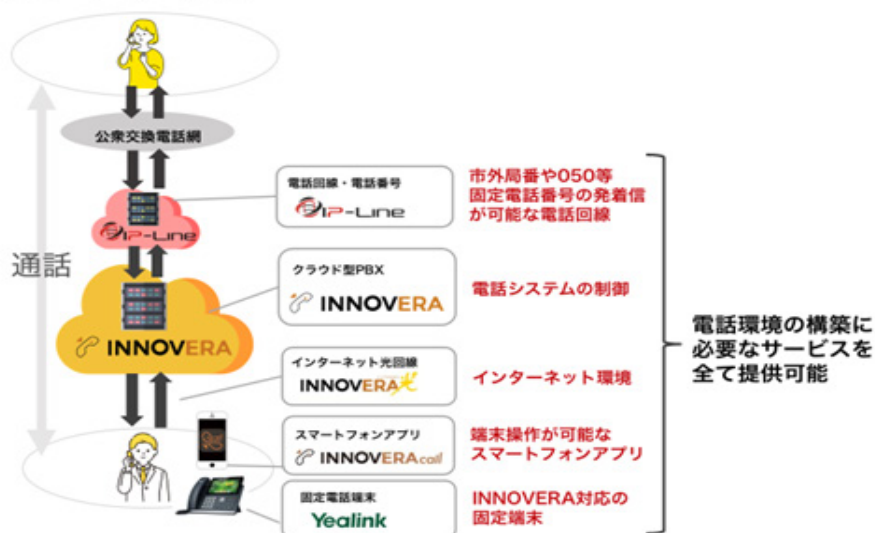 公衆交換電話網
IP-Line
通話
INNOVERA
電話回線・電話番号
IP-Line
市外局番や050等
固定電話番号の発着信
が可能な電話回線
クラウド型PBX
INNOVERA
電話システムの制御
インターネット光回線
INNOVERA光
インターネット環境
スマートフォンアプリ
INNOVERAcall
端末操作が可能な
スマートフォンアプリ
固定電話端末
Yealink
INNOVERA対応の
固定端末
電話環境の構築に
必要なサービスを
全て提供可能